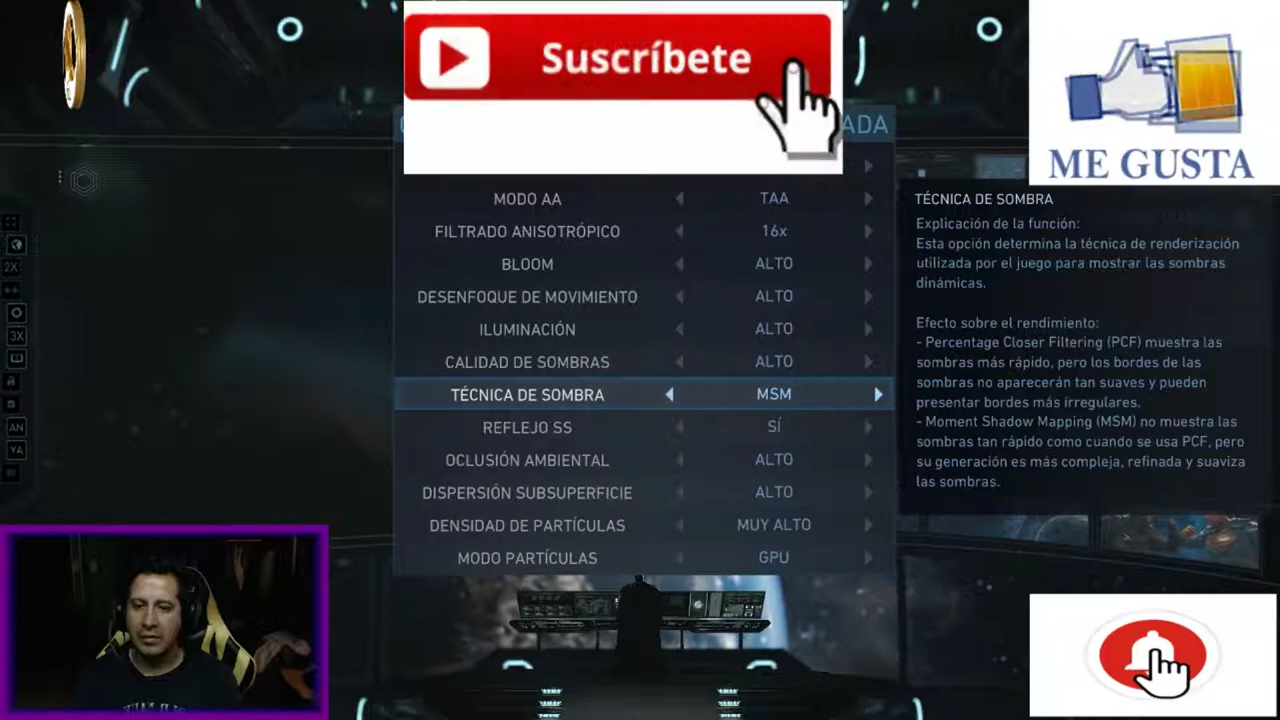 Suscríbete
ADA
ME GUSTA
MODO AA TAA
FILTRADO ANISOTRÓPICO 16x
BLOOM ALTO
DESENFOQUE DE MOVIMIENTO ALTO
ILUMINACIÓN ALTO
CALIDAD DE SOMBRAS ALTO
TÉCNICA DE SOMBRA MSM
REFLEJO SS SÍ
OCLUSIÓN AMBIENTAL ALTO
DISPERSIÓN SUBSUPERFICIE ALTO
DENSIDAD DE PARTÍCULAS MUY ALTO
MODO PARTÍCULAS GPU
TÉCNICA DE SOMBRA
Explicación de la función:
Esta opción determina la técnica de renderización
utilizada por el juego para mostrar las sombras
dinámicas.
Efecto sobre el rendimiento:
- Percentage Closer Filtering (PCF) muestra las
sombras más rápido, pero los bordes de las
sombras no aparecerán tan suaves y pueden
presentar bordes más irregulares.
- Moment Shadow Mapping (MSM) no muestra las
sombras tan rápido como cuando se usa PCF, pero
su generación es más compleja, refinada y suaviza
las sombras.
2X
3X
AN
YA